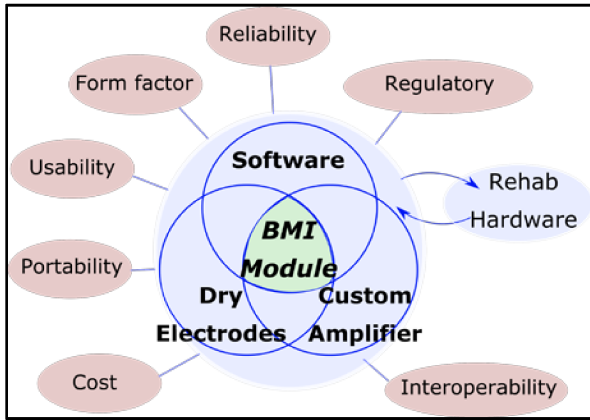 Reliability
Form factor
Regulatory
Usability
Software
Rehab
Hardware
BMI
Module
Portability
Dry
Electrodes
Custom
Amplifier
Cost
Interoperability